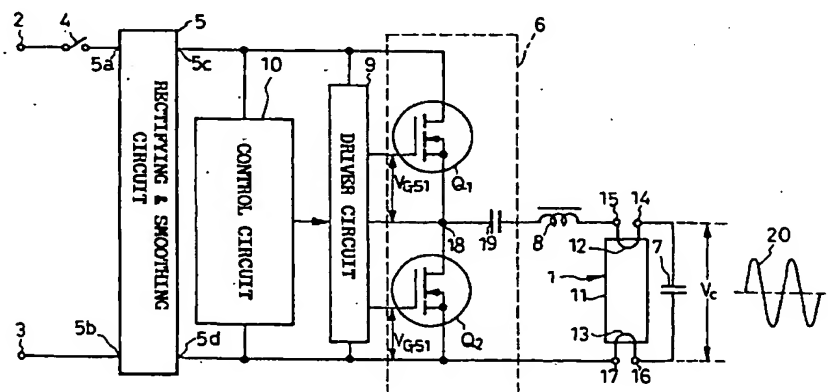 2
4
5
5a
5c
10
9
6
RECTIFYING & SMOOTHING
CIRCUIT
CONTROL CIRCUIT
DRIVER CIRCUIT
VGS1
Q1
18
19
8
15
14
12
7
1
11
13
Vc
20
VGS1
Q2
3
5b
5d
17
16